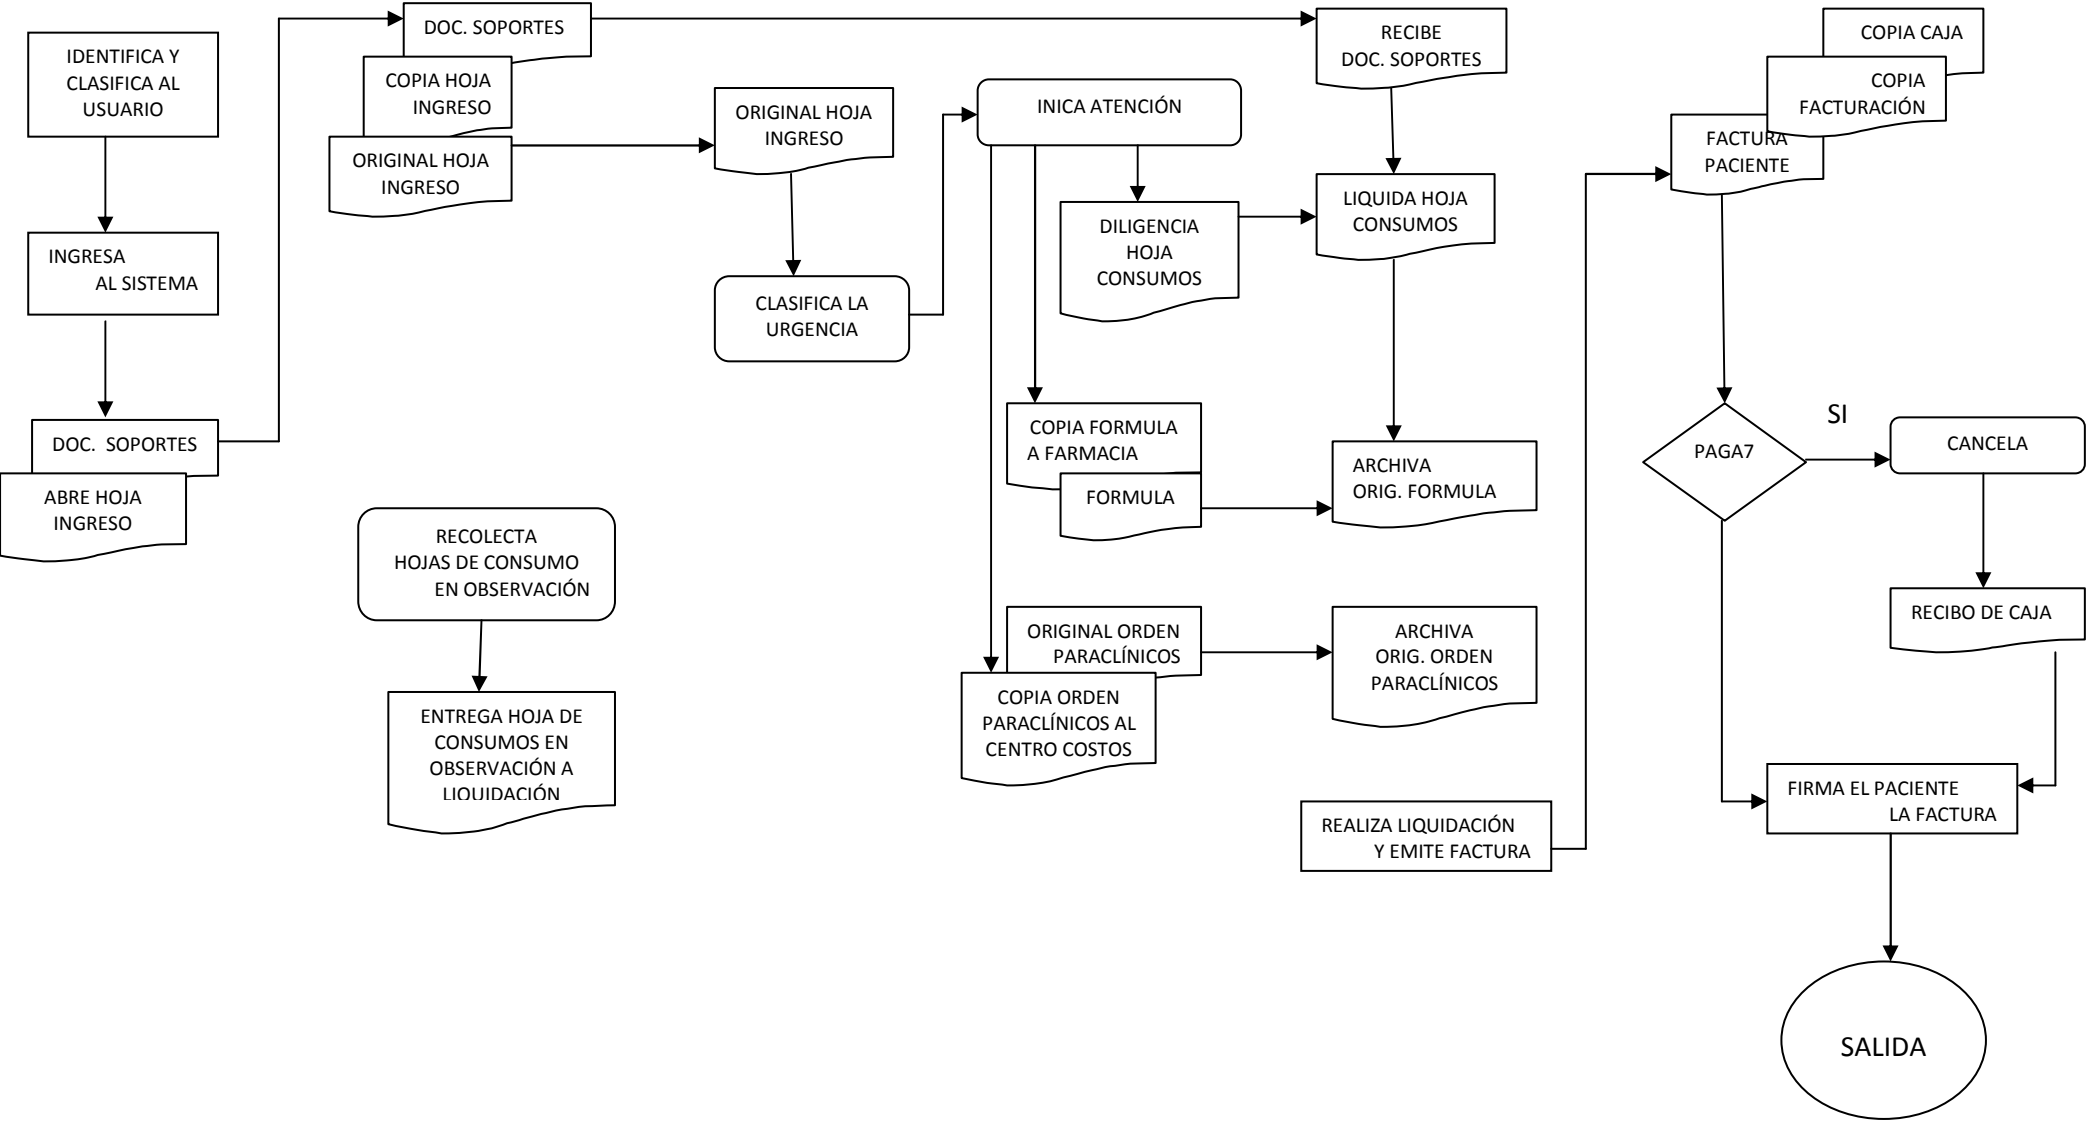 IDENTIFICA Y
CLASIFICA AL
USUARIO
INGRESA
AL SISTEMA
DOC. SOPORTES
ABRE HOJA
INGRESO
DOC. SOPORTES
COPIA HOJA
INGRESO
ORIGINAL HOJA
INGRESO
RECOLECTA
HOJAS DE CONSUMO
EN OBSERVACIÓN
ENTREGA HOJA DE
CONSUMOS EN
OBSERVACIÓN A
LIQUIDACIÓN
ORIGINAL HOJA
INGRESO
CLASIFICA LA
URGENCIA
INICA ATENCIÓN
DILIGENCIA
HOJA
CONSUMOS
COPIA FORMULA
A FARMACIA
FORMULA
ORIGINAL ORDEN
PARACLÍNICOS
COPIA ORDEN
PARACLÍNICOS AL
CENTRO COSTOS
RECIBE
DOC. SOPORTES
LIQUIDA HOJA
CONSUMOS
ARCHIVA
ORIG. FORMULA
ARCHIVA
ORIG. ORDEN
PARACLÍNICOS
REALIZA LIQUIDACIÓN
Y EMITE FACTURA
COPIA CAJA
COPIA
FACTURACIÓN
FACTURA
PACIENTE
PAGA7
SI
CANCELA
RECIBO DE CAJA
FIRMA EL PACIENTE
LA FACTURA
SALIDA